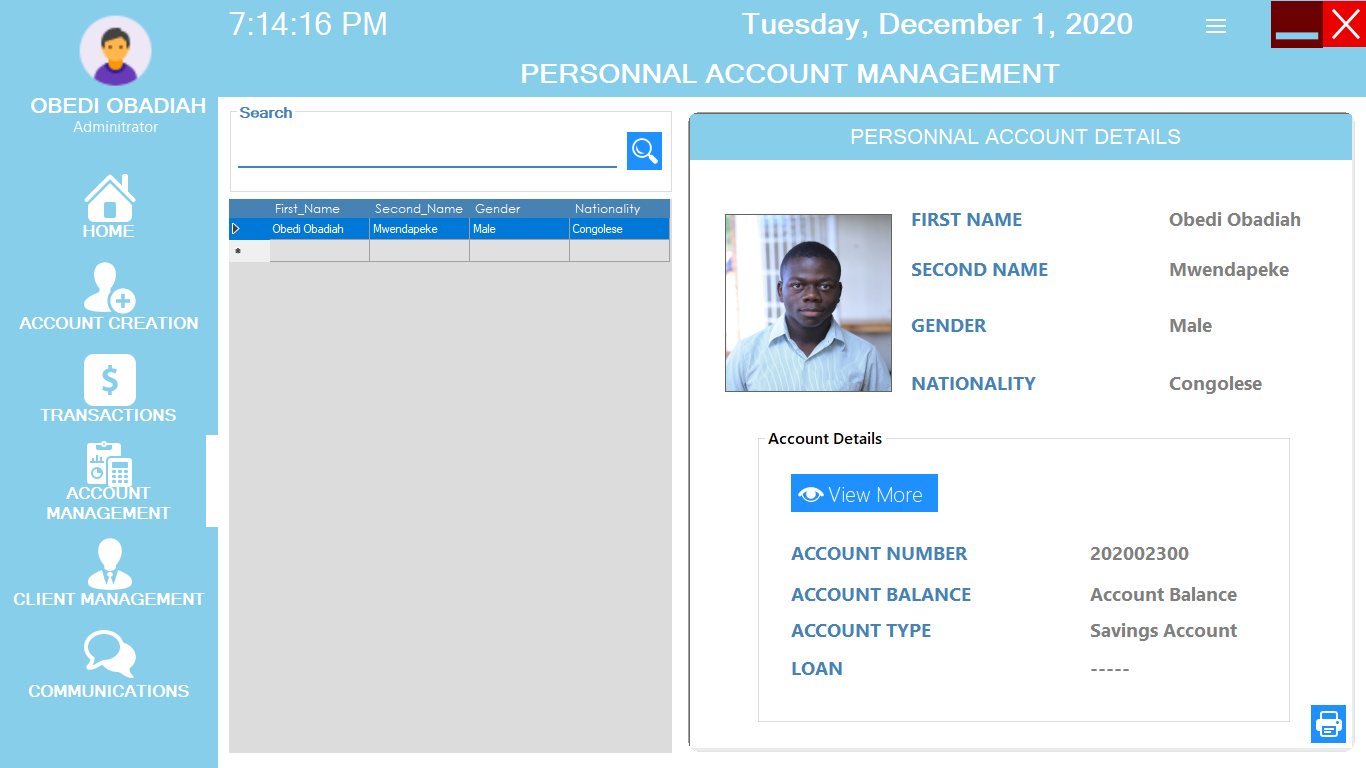 7:14:16 PM
Tuesday, December 1, 2020
PERSONNAL ACCOUNT MANAGEMENT
OBEDI OBADIAH
Adminitrator
HOME
ACCOUNT CREATION
$
TRANSACTIONS
ACCOUNT
MANAGEMENT
CLIENT MANAGEMENT
COMMUNICATIONS
Search
First_Name Second_Name Gender Nationality
Obedi Obadiah Mwendapeke Male Congolese
*
PERSONNAL ACCOUNT DETAILS
FIRST NAME Obedi Obadiah
SECOND NAME Mwendapeke
GENDER Male
NATIONALITY Congolese
Account Details
View More
ACCOUNT NUMBER 202002300
ACCOUNT BALANCE Account Balance
ACCOUNT TYPE Savings Account
LOAN -----